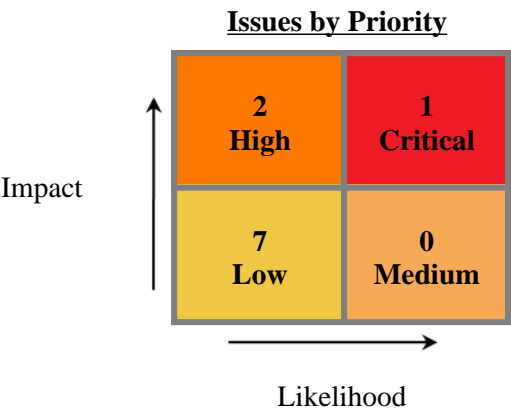 Issues by Priority
2
High
1
Critical
Impact
7
Low
0
Medium
Likelihood